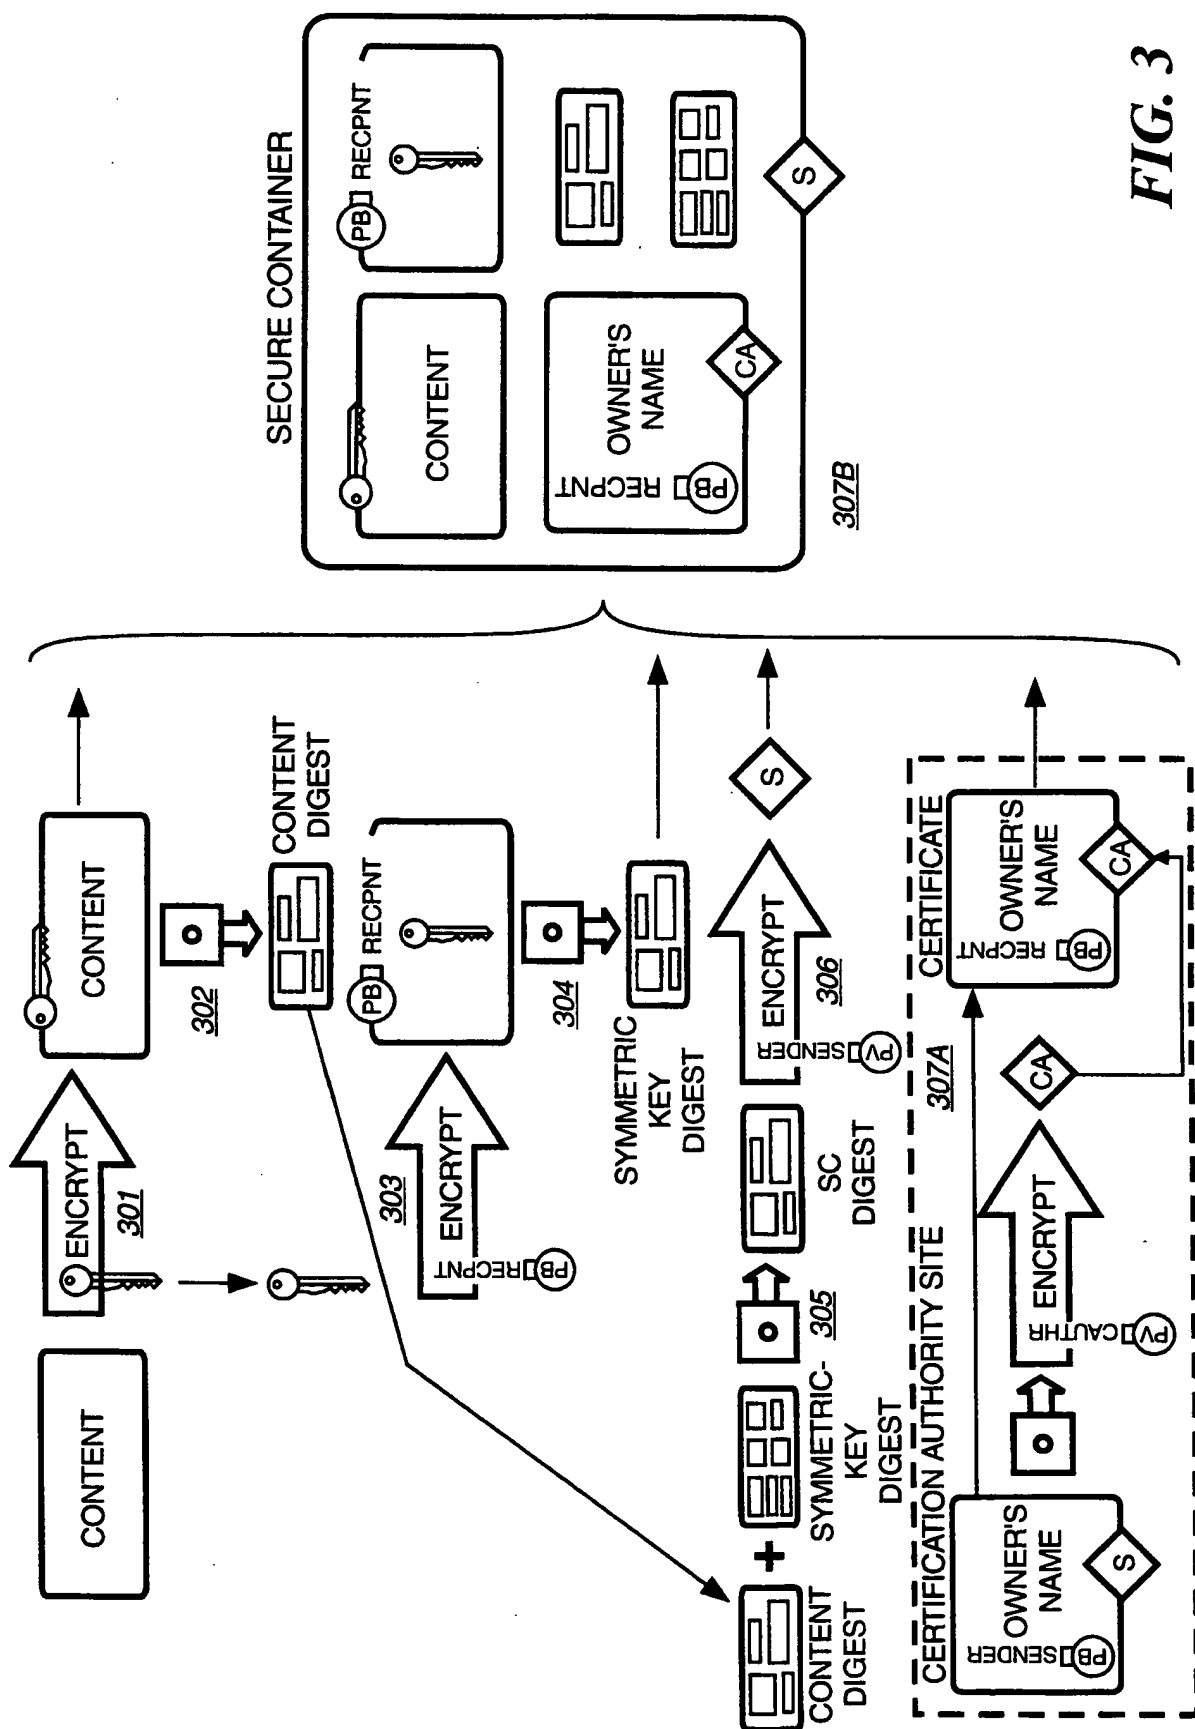 CONTENT
ENCRYPT
301
CONTENT
302
CONTENT
DIGEST
303
ENCRYPT
PB
RECPNT
PB
RECPNT
304
SYMMETRIC
KEY
DIGEST
CONTENT
DIGEST
+
SYMMETRIC-
KEY
DIGEST
305
SC
DIGEST
ENCRYPT
306
PV
SENDER
S
CERTIFICATION AUTHORITY SITE
307A
CERTIFICATE
OWNER'S
NAME
PB
SENDER
S
ENCRYPT
PV
CAUTHR
CA
OWNER'S
NAME
PB
RECPNT
CA
SECURE CONTAINER
CONTENT
PB
RECPNT
OWNER'S
NAME
PB
RECPNT
CA
S
307B
FIG. 3